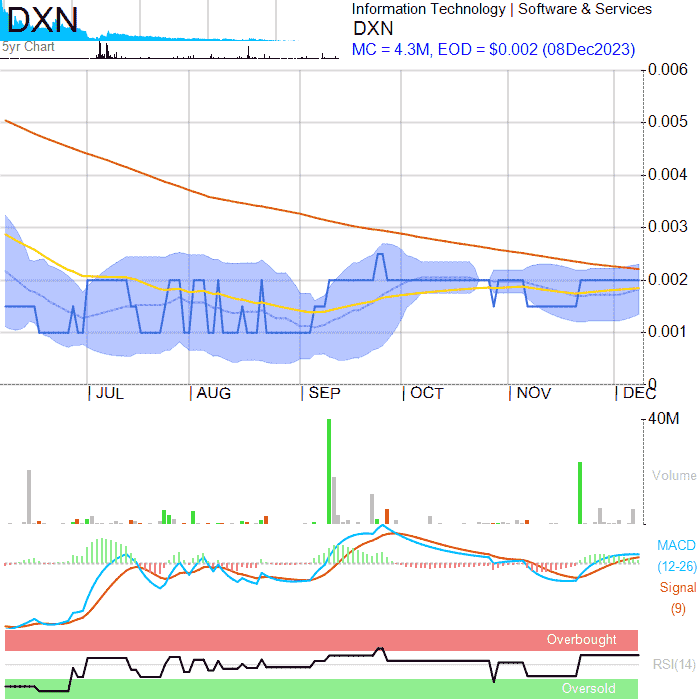 DXN
5yr Chart
Information Technology | Software & Services
DXN
MC = 4.3M, EOD = $0.002 (08Dec2023)
0.006
0.005
0.004
0.003
0.002
0.001
0
JUL AUG SEP OCT NOV DEC
40M
Volume
MACD
(12-26)
Signal
(9)
Overbought
RSI(14)
Oversold